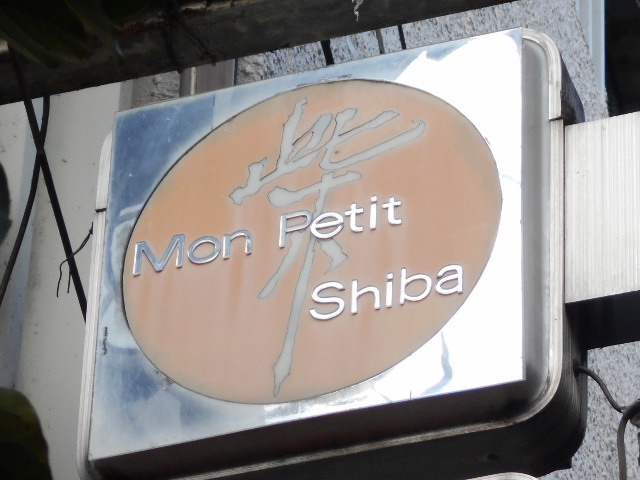 柴
Mon Petit
Shiba